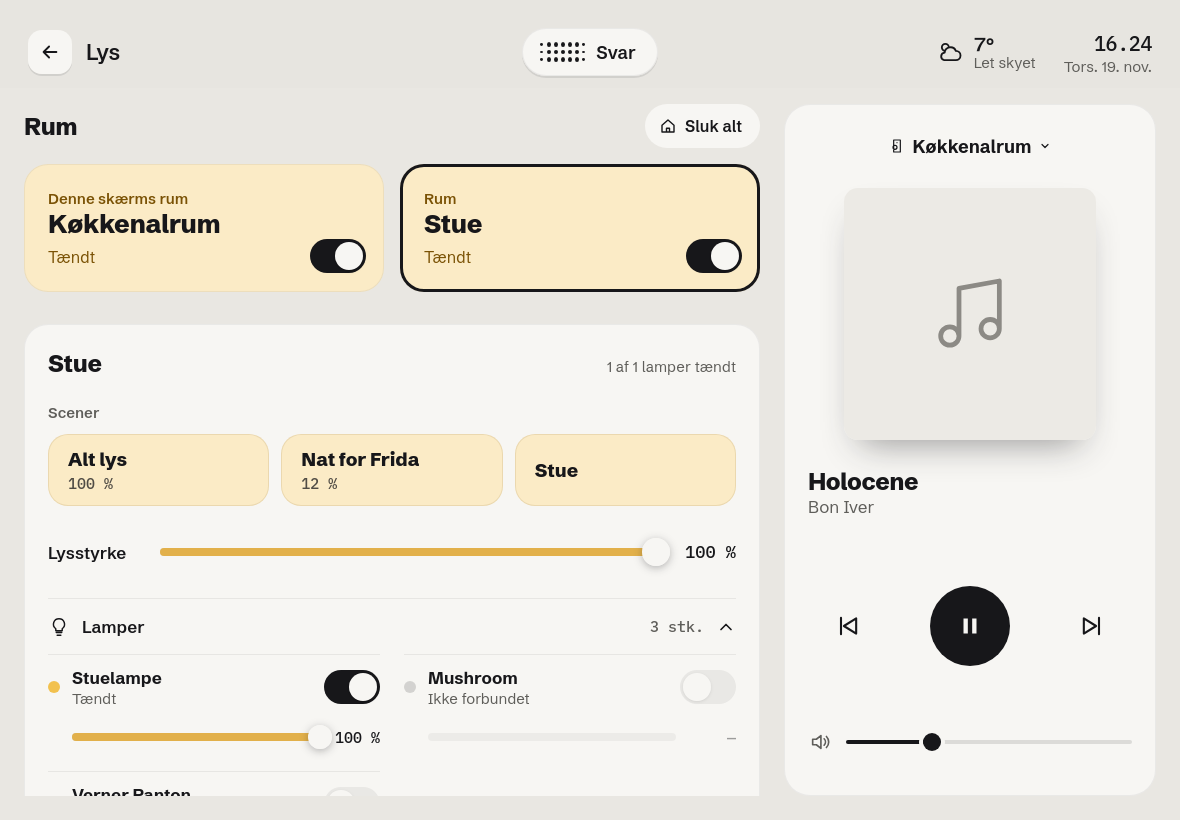 Lys
Svar
7°
Let skyet
16.24
Tors. 19. nov.
Rum
Sluk alt
Denne skærms rum
Køkkenalrum
Tændt
Rum
Stue
Tændt
Stue
1 af 1 lamper tændt
Scener
Alt lys
100 %
Nat for Frida
12 %
Stue
Lysstyrke
100 %
Lamper
3 stk.
Stuelampe
Tændt
100 %
Mushroom
Ikke forbundet
–
Verner Panton
Køkkenalrum
Holocene
Bon Iver